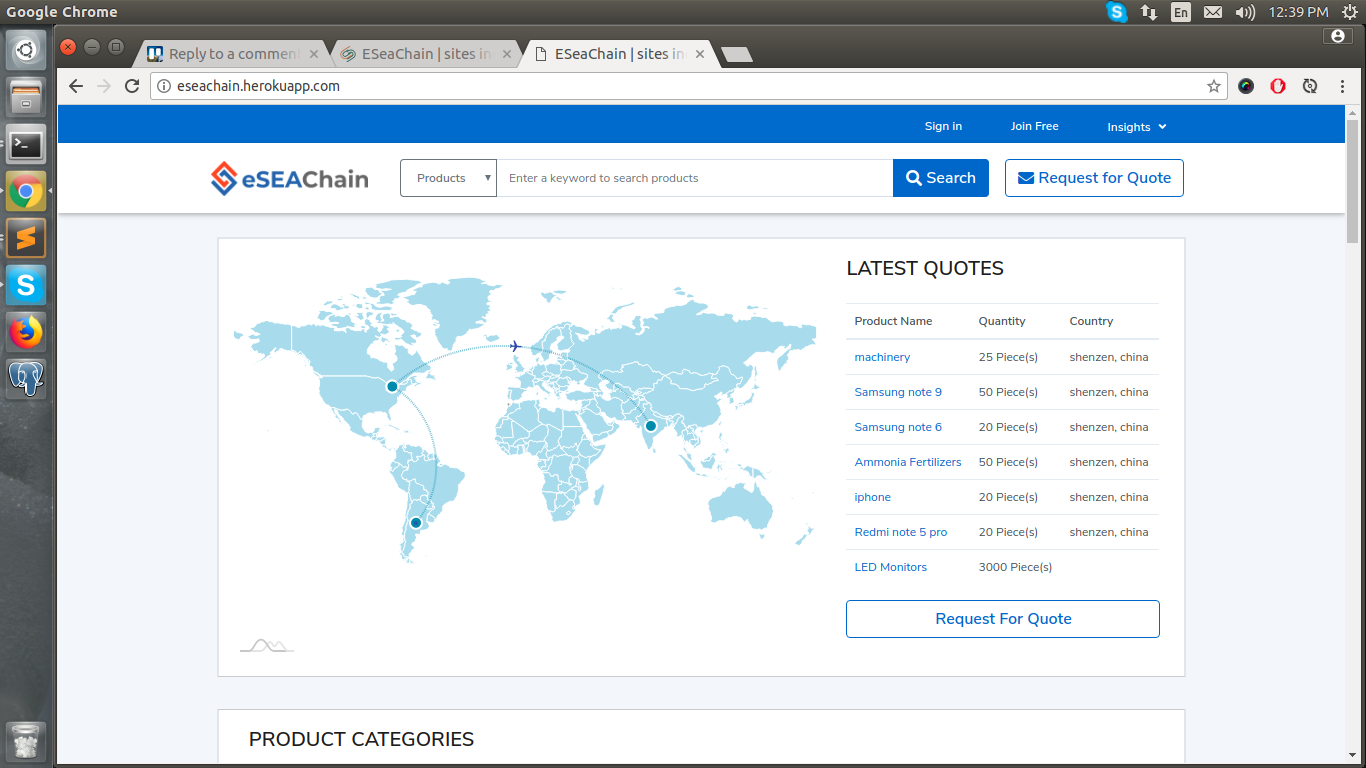 Google Chrome
En
12:39 PM
Reply to a commen
ESeaChain | sites in
ESeaChain | sites in
eseachain.herokuapp.com
Sign in
Join Free
Insights
eSEAChain
Products
Enter a keyword to search products
Search
Request for Quote
LATEST QUOTES
Product Name Quantity Country
machinery 25 Piece(s) shenzen, china
Samsung note 9 50 Piece(s) shenzen, china
Samsung note 6 20 Piece(s) shenzen, china
Ammonia Fertilizers 50 Piece(s) shenzen, china
iphone 20 Piece(s) shenzen, china
Redmi note 5 pro 20 Piece(s) shenzen, china
LED Monitors 3000 Piece(s)
Request For Quote
PRODUCT CATEGORIES